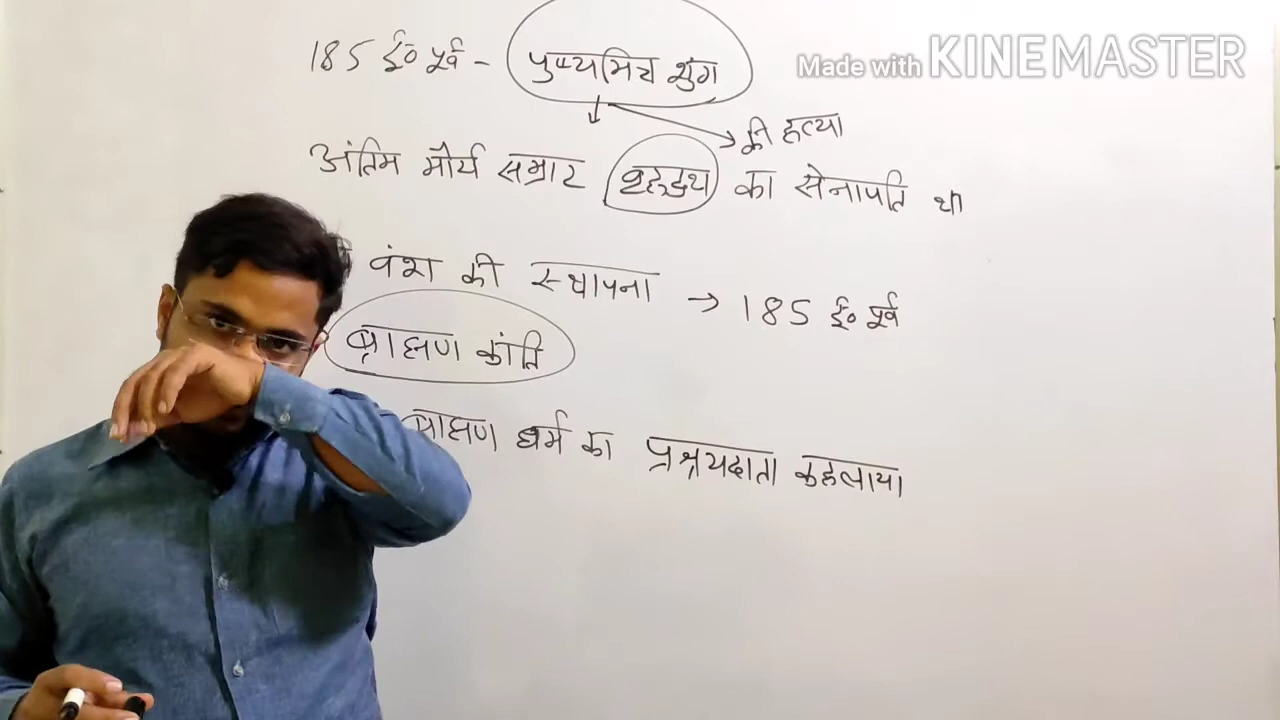 185 ई० पूर्व - पुष्यमित्र शुंग
Made with KINEMASTER
की हत्या
अंतिम मौर्य सम्राट बृहद्रथ का सेनापति था
वंश की स्थापना → 185 ई० पूर्व
ब्राह्मण क्रांति
ब्राह्मण धर्म का प्रश्रयदाता कहलाया